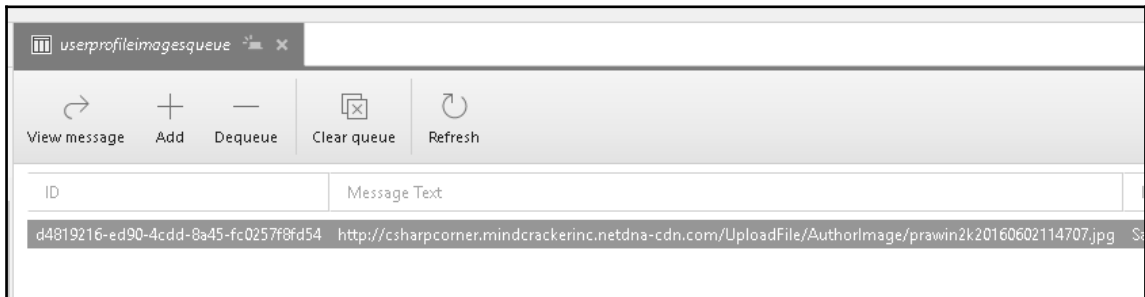 userprofileimagesqueue
View message Add Dequeue Clear queue Refresh
ID Message Text
d4819216-ed90-4cdd-8a45-fc0257f8fd54 http://csharpcorner.mindcrackerinc.netdna-cdn.com/UploadFile/AuthorImage/prawin2k20160602114707.jpg